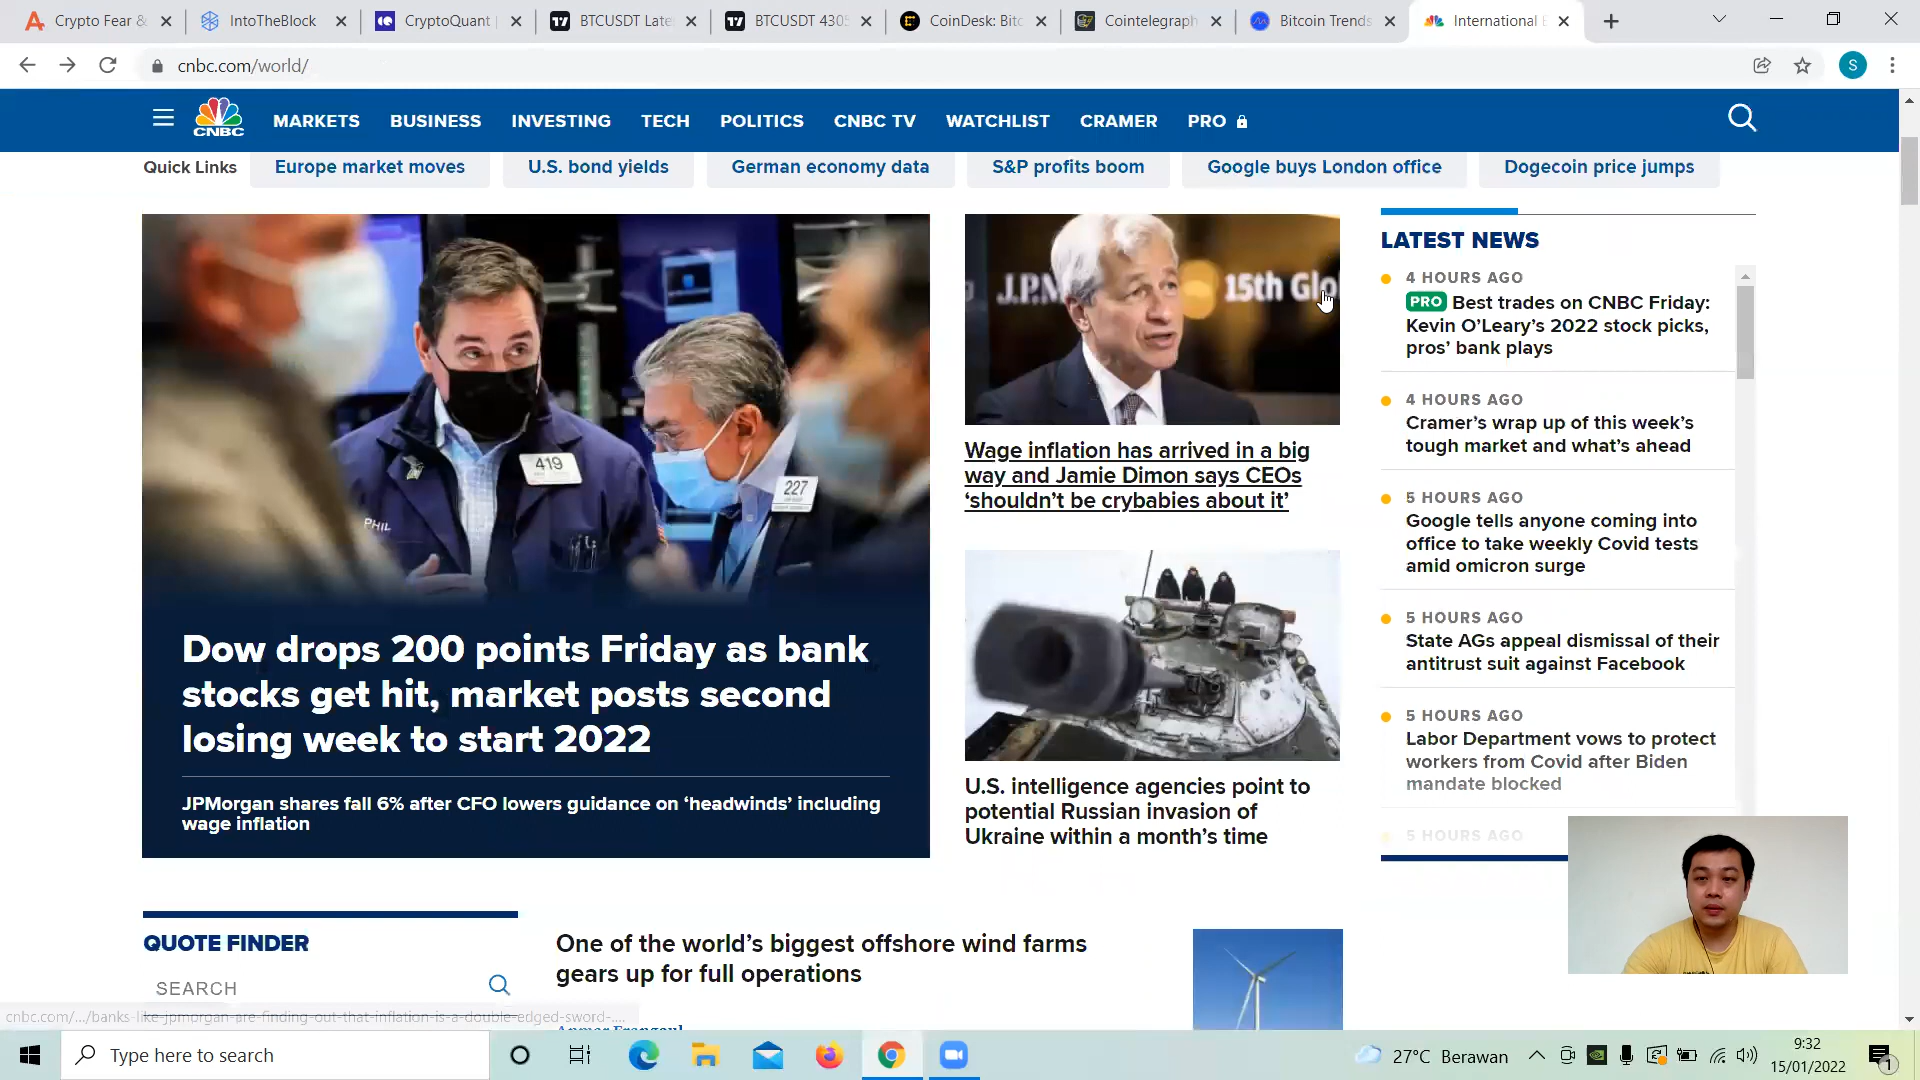 Crypto Fear &
IntoTheBlock
CryptoQuant |
BTCUSDT Late
BTCUSDT 4305
CoinDesk: Bitc
Cointelegraph
Bitcoin Trends
International B
cnbc.com/world/
S
CNBC
MARKETS
BUSINESS
INVESTING
TECH
POLITICS
CNBC TV
WATCHLIST
CRAMER
PRO
Quick Links
Europe market moves
U.S. bond yields
German economy data
S&P profits boom
Google buys London office
Dogecoin price jumps
419
227
PHIL
Dow drops 200 points Friday as bank
stocks get hit, market posts second
losing week to start 2022
JPMorgan shares fall 6% after CFO lowers guidance on ‘headwinds’ including
wage inflation
J.P.M
15th Glo
Wage inflation has arrived in a big
way and Jamie Dimon says CEOs
‘shouldn’t be crybabies about it’
U.S. intelligence agencies point to
potential Russian invasion of
Ukraine within a month’s time
LATEST NEWS
4 HOURS AGO
PRO Best trades on CNBC Friday:
Kevin O’Leary’s 2022 stock picks,
pros’ bank plays
4 HOURS AGO
Cramer’s wrap up of this week’s
tough market and what’s ahead
5 HOURS AGO
Google tells anyone coming into
office to take weekly Covid tests
amid omicron surge
5 HOURS AGO
State AGs appeal dismissal of their
antitrust suit against Facebook
5 HOURS AGO
Labor Department vows to protect
workers from Covid after Biden
mandate blocked
5 HOURS AGO
QUOTE FINDER
SEARCH
One of the world’s biggest offshore wind farms
gears up for full operations
cnbc.com/.../banks-like-jpmorgan-are-finding-out-that-inflation-is-a-double-edged-sword-....
Type here to search
27°C Berawan
9:32
15/01/2022
1